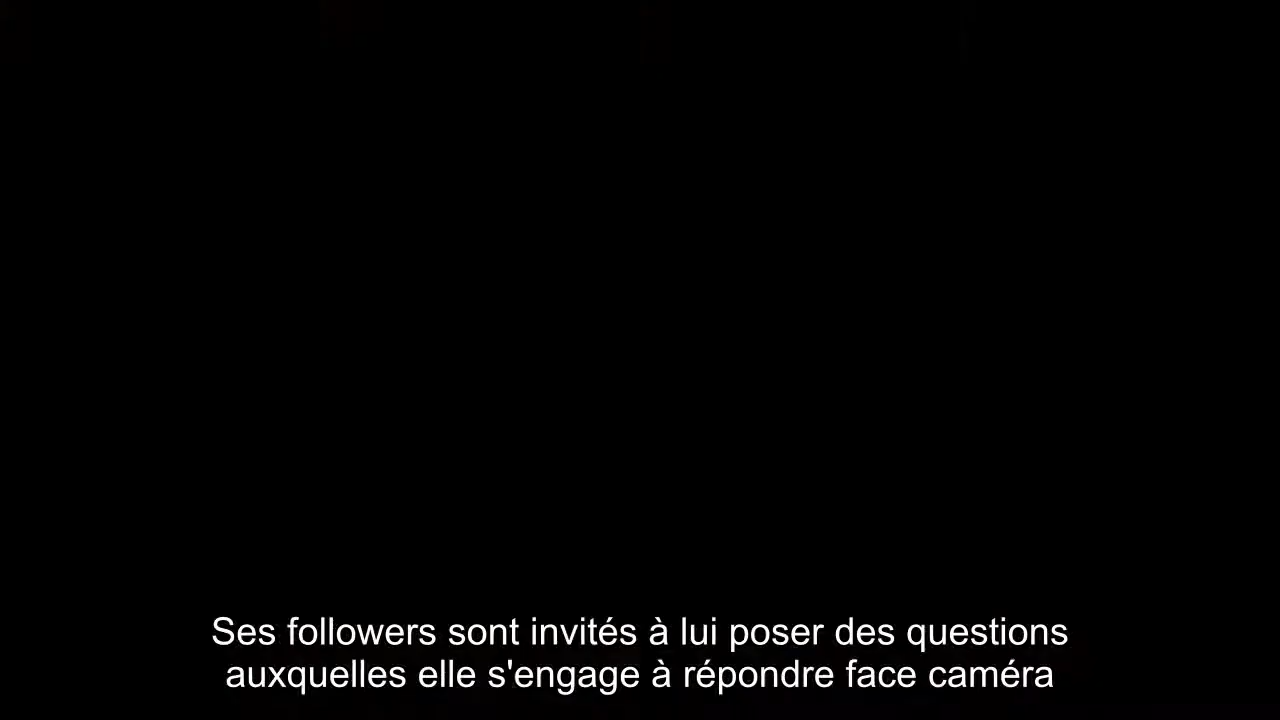 Ses followers sont invités à lui poser des questions
auxquelles elle s'engage à répondre face caméra